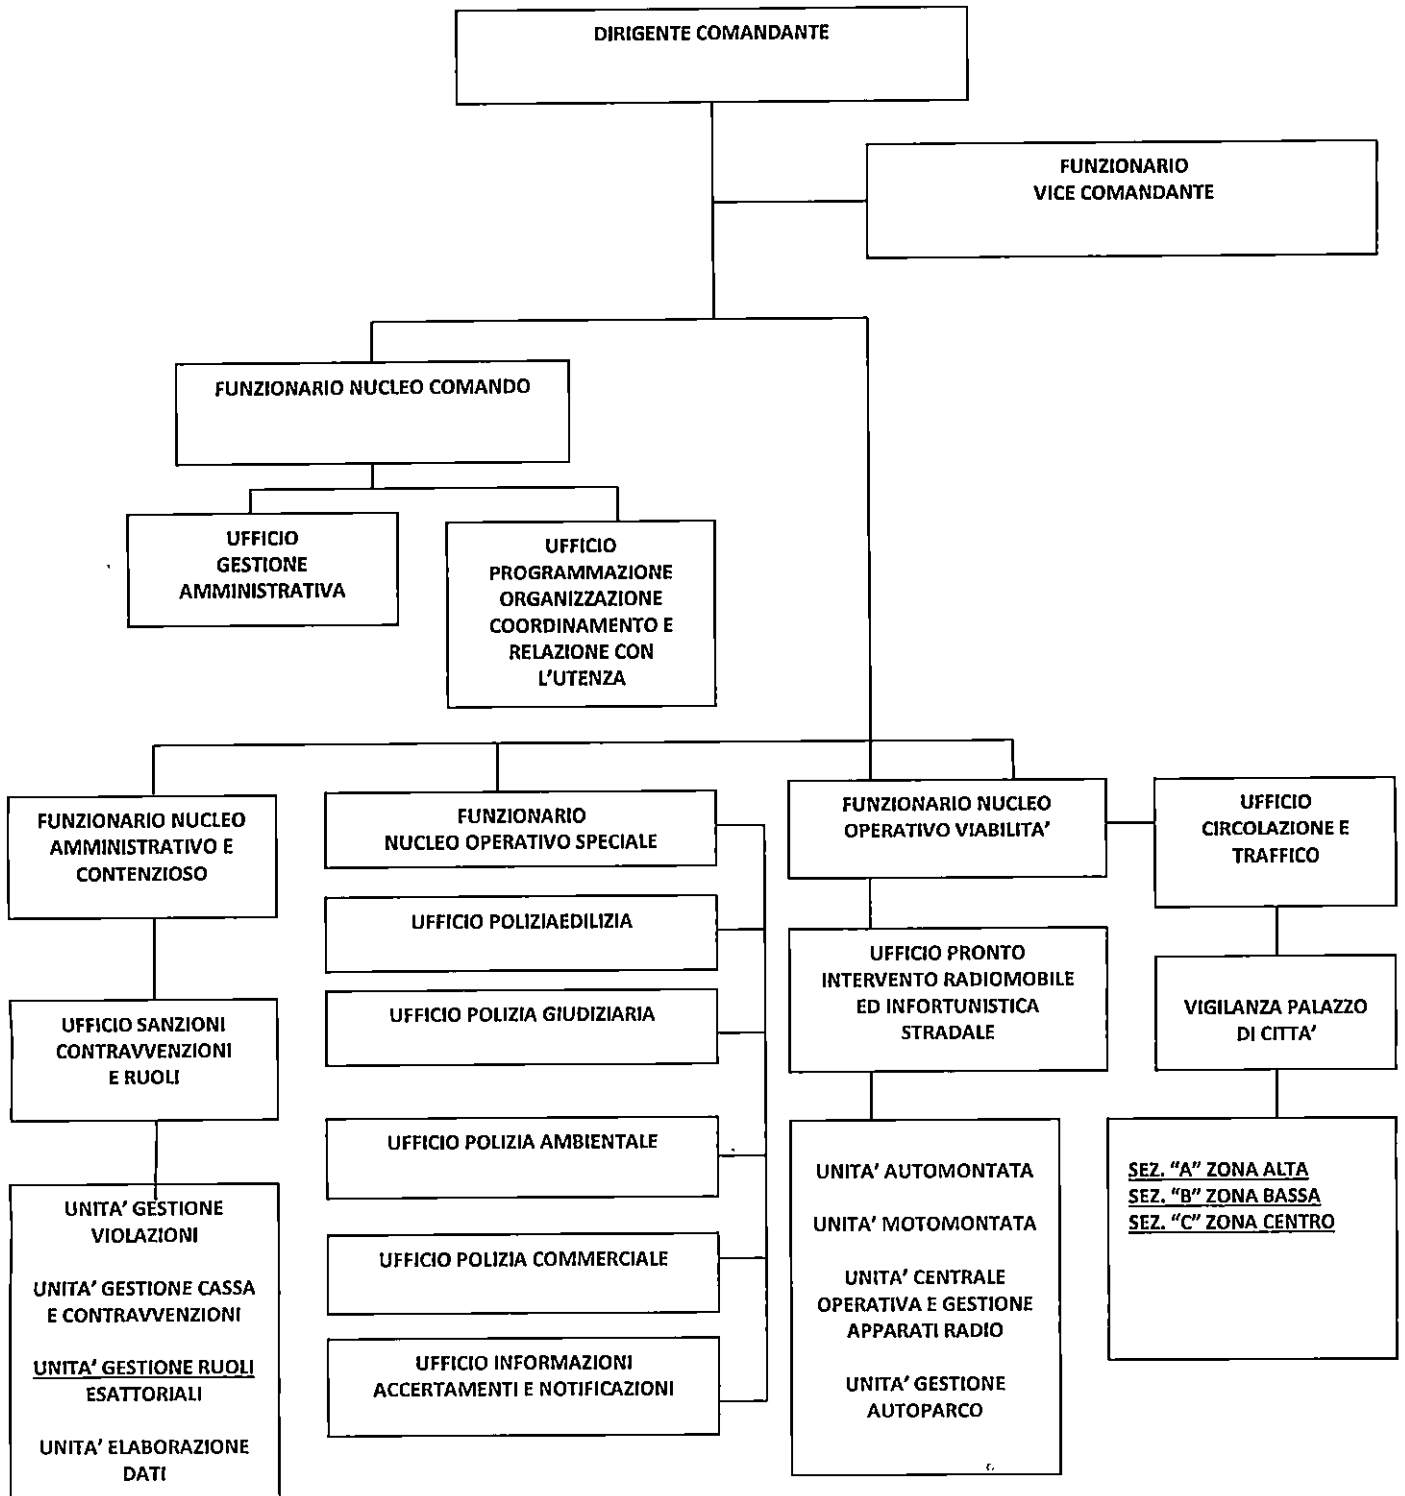 DIRIGENTE COMANDANTE
FUNZIONARIO
VICE COMANDANTE
FUNZIONARIO NUCLEO COMANDO
UFFICIO
GESTIONE
AMMINISTRATIVA
UFFICIO
PROGRAMMAZIONE
ORGANIZZAZIONE
COORDINAMENTO E
RELAZIONE CON
L'UTENZA
FUNZIONARIO NUCLEO
AMMINISTRATIVO E
CONTENZIOSO
UFFICIO SANZIONI
CONTRAVVENZIONI
E RUOLI
UNITA' GESTIONE
VIOLAZIONI
UNITA' GESTIONE CASSA
E CONTRAVVENZIONI
UNITA' GESTIONE RUOLI
ESATTORIALI
UNITA' ELABORAZIONE
DATI
FUNZIONARIO
NUCLEO OPERATIVO SPECIALE
UFFICIO POLIZIAEDILIZIA
UFFICIO POLIZIA GIUDIZIARIA
UFFICIO POLIZIA AMBIENTALE
UFFICIO POLIZIA COMMERCIALE
UFFICIO INFORMAZIONI
ACCERTAMENTI E NOTIFICAZIONI
FUNZIONARIO NUCLEO
OPERATIVO VIABILITA'
UFFICIO PRONTO
INTERVENTO RADIOMOBILE
ED INFORTUNISTICA
STRADALE
UNITA' AUTOMONTATA
UNITA' MOTOMONTATA
UNITA' CENTRALE
OPERATIVA E GESTIONE
APPARATI RADIO
UNITA' GESTIONE
AUTOPARCO
UFFICIO
CIRCOLAZIONE E
TRAFFICO
VIGILANZA PALAZZO
DI CITTA'
SEZ. "A" ZONA ALTA
SEZ. "B" ZONA BASSA
SEZ. "C" ZONA CENTRO